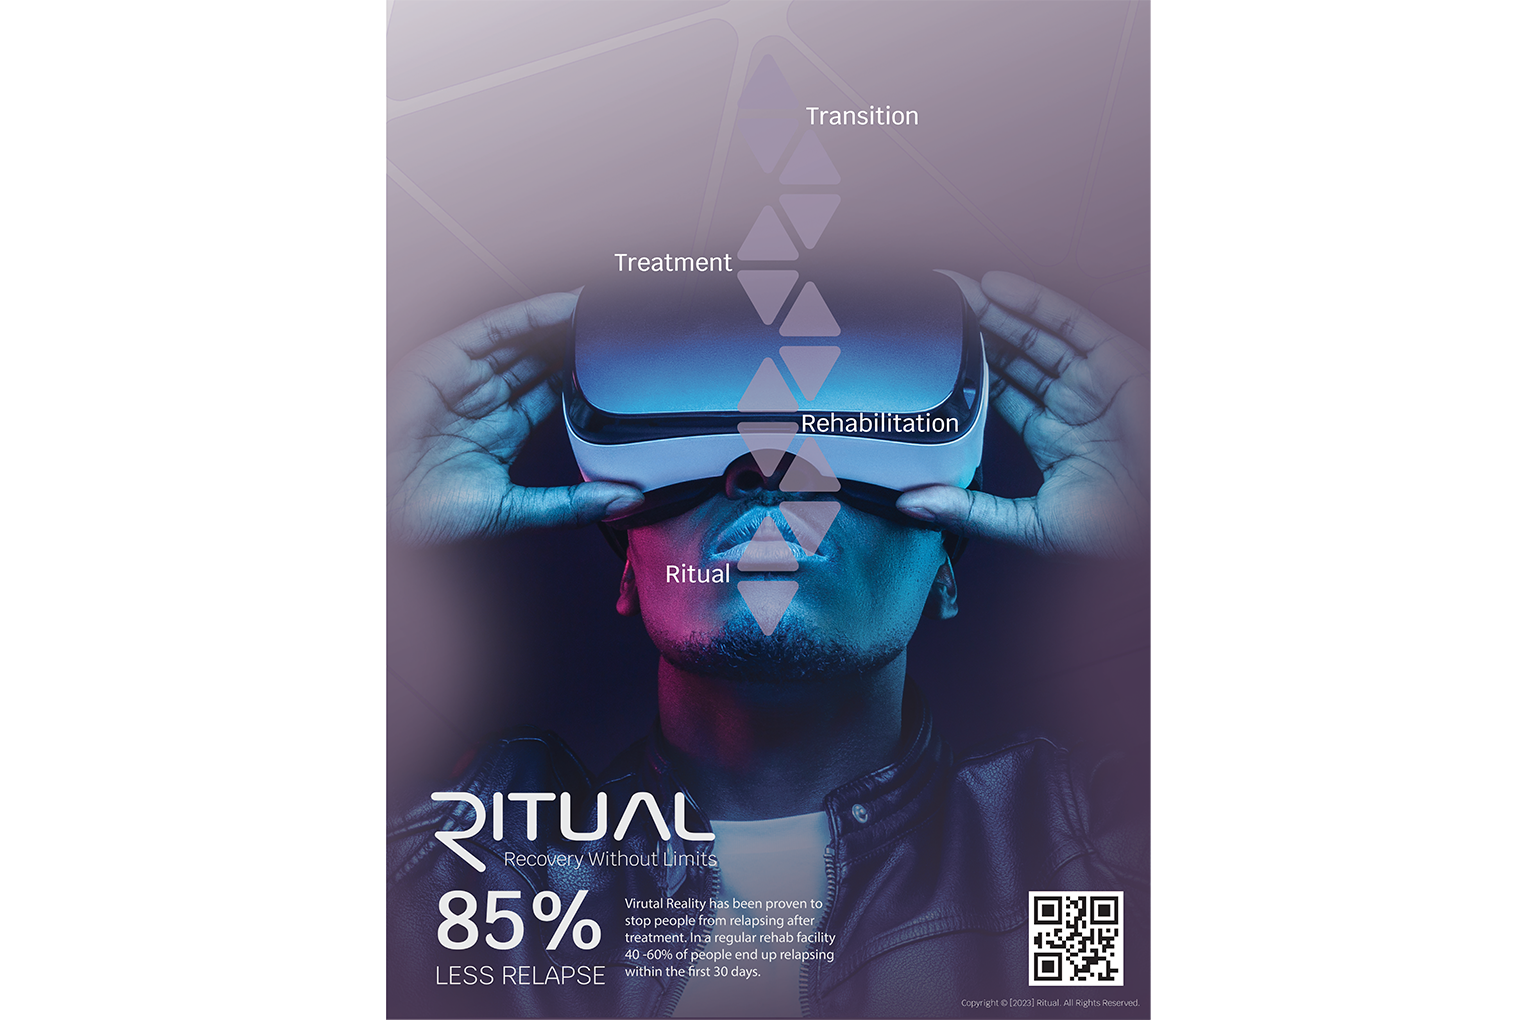 Transition
Treatment
Rehabilitation
Ritual
RITUAL
Recovery Without Limits
85%
LESS RELAPSE
Virutal Reality has been proven to
stop people from relapsing after
treatment. In a regular rehab facility
40 -60% of people end up relapsing
within the first 30 days.
Copyright © [2023] Ritual. All Rights Reserved.